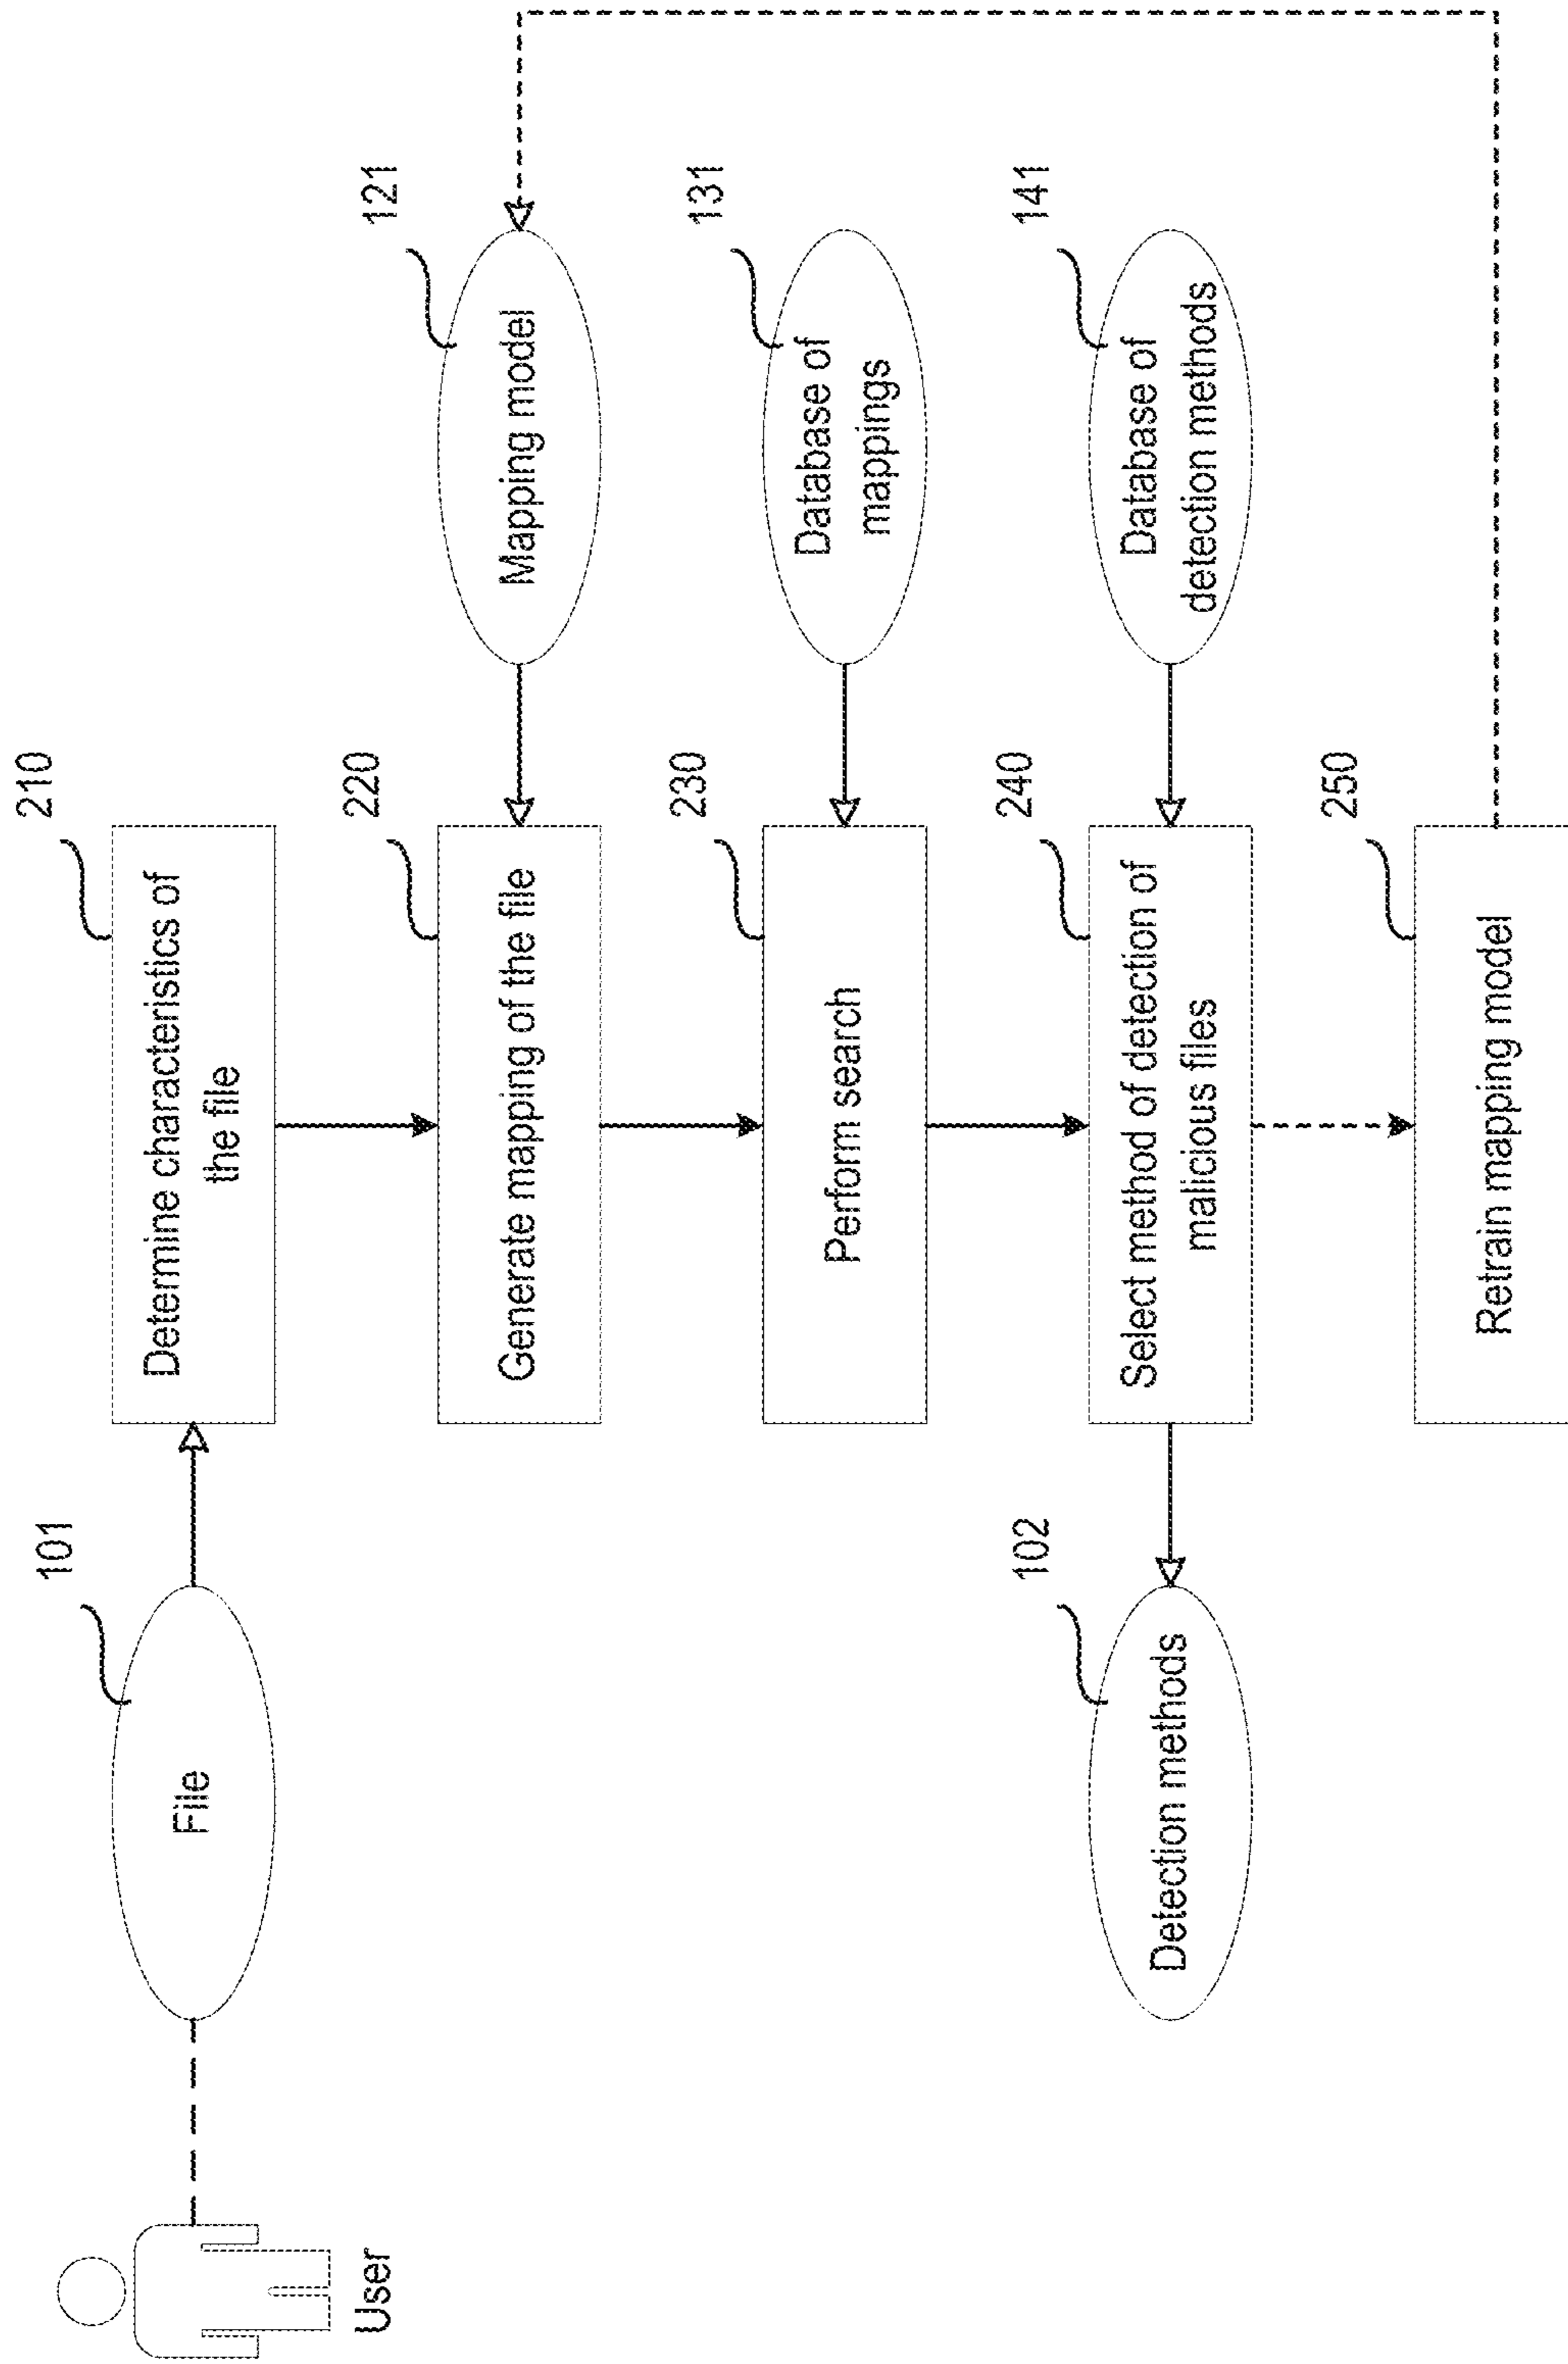 User
101
File
210
Determine characteristics of
the file
220
Generate mapping of the file
121
Mapping model
230
Perform search
131
Database of
mappings
240
Select method of detection of
malicious files
141
Database of
detection methods
102
Detection methods
250
Retrain mapping model